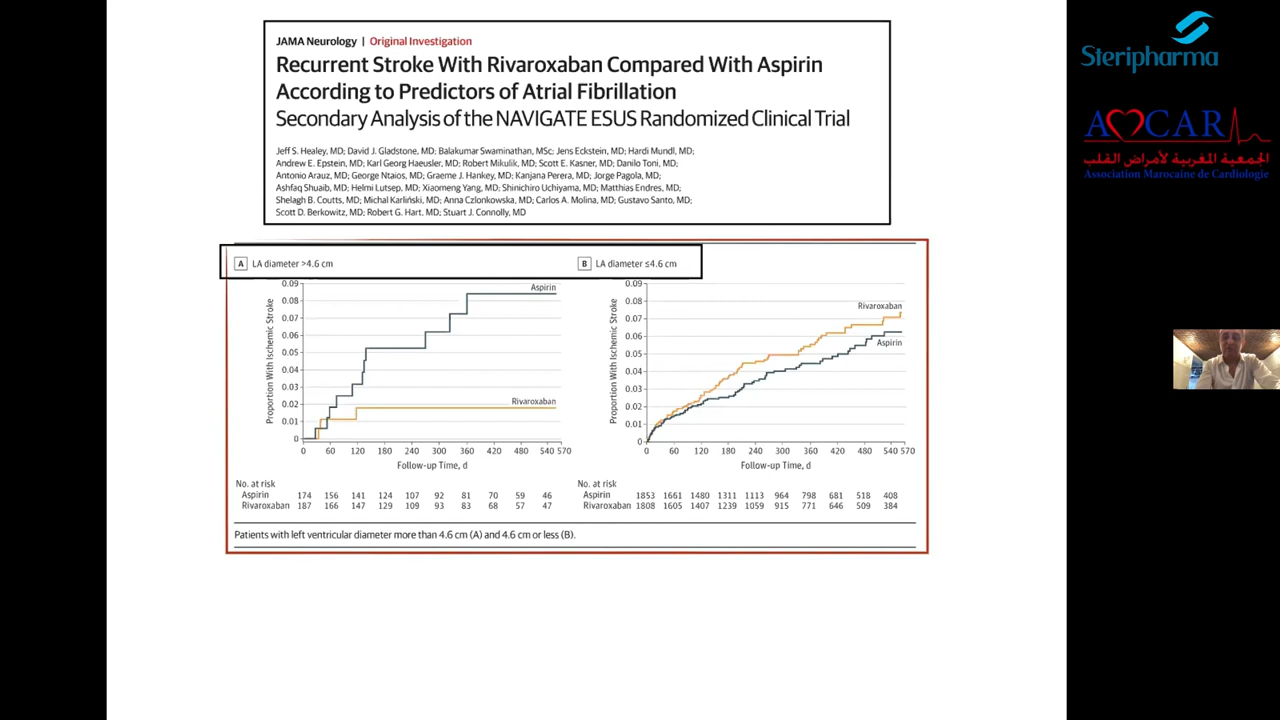 JAMA Neurology | Original Investigation
Recurrent Stroke With Rivaroxaban Compared With Aspirin
According to Predictors of Atrial Fibrillation
Secondary Analysis of the NAVIGATE ESUS Randomized Clinical Trial
Jeff S. Healey, MD; David J. Gladstone, MD; Balakumar Swaminathan, MSc; Jens Eckstein, MD; Hardi Mundl, MD;
Andrew E. Epstein, MD; Karl Georg Haeusler, MD; Robert Mikulik, MD; Scott E. Kasner, MD; Danilo Toni, MD;
Antonio Arauz, MD; George Ntaios, MD; Graeme J. Hankey, MD; Kanjana Perera, MD; Jorge Pagola, MD;
Ashfaq Shuaib, MD; Helmi Lutsep, MD; Xiaomeng Yang, MD; Shinichiro Uchiyama, MD; Matthias Endres, MD;
Shelagh B. Coutts, MD; Michal Karliński, MD; Anna Czlonkowska, MD; Carlos A. Molina, MD; Gustavo Santo, MD;
Scott D. Berkowitz, MD; Robert G. Hart, MD; Stuart J. Connolly, MD
A LA diameter >4.6 cm
0.09
0.08
0.07
0.06
0.05
0.04
0.03
0.02
0.01
0
Proportion With Ischemic Stroke
Aspirin
Rivaroxaban
0 60 120 180 240 300 360 420 480 540 570
Follow-up Time, d
No. at risk
Aspirin 174 156 141 124 107 92 81 70 59 46
Rivaroxaban 187 166 147 129 109 93 83 68 57 47
B LA diameter ≤4.6 cm
0.09
0.08
0.07
0.06
0.05
0.04
0.03
0.02
0.01
0
Proportion With Ischemic Stroke
Rivaroxaban
Aspirin
0 60 120 180 240 300 360 420 480 540 570
Follow-up Time, d
No. at risk
Aspirin 1853 1661 1480 1311 1113 964 798 681 518 408
Rivaroxaban 1808 1605 1407 1239 1059 915 771 646 509 384
Patients with left ventricular diameter more than 4.6 cm (A) and 4.6 cm or less (B).
Steripharma
AMCAR
الجمعية المغربية لأمراض القلب
Association Marocaine de Cardiologie